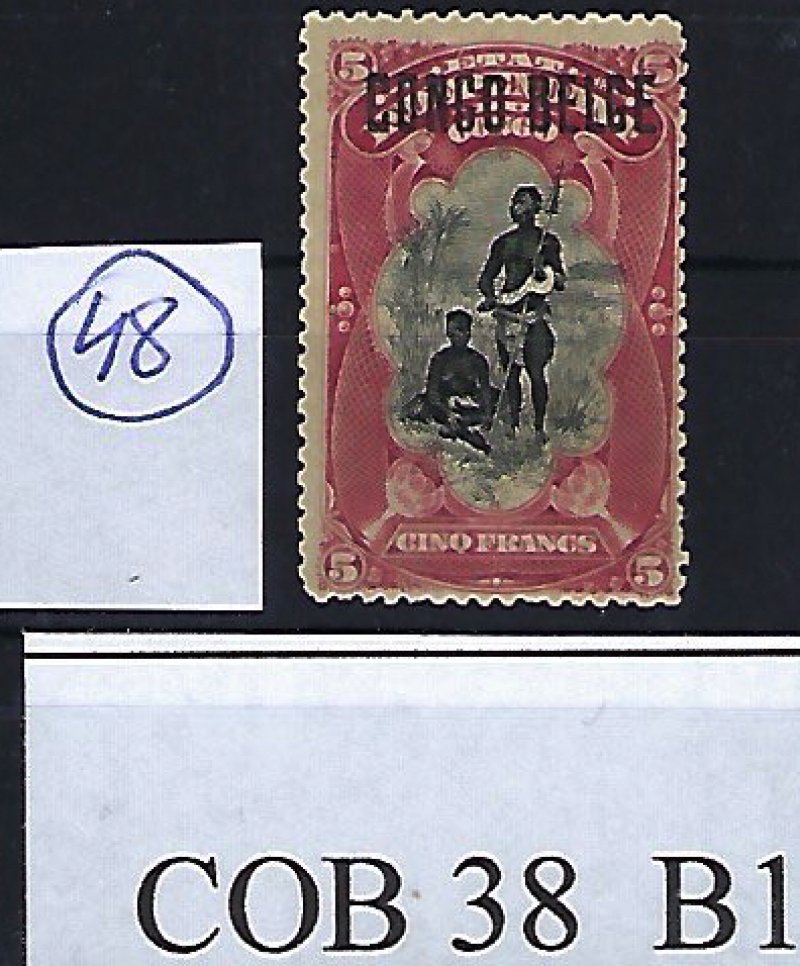 5 5
CONGO BELGE
CINQ FRANCS
5 5
48
COB 38 B1